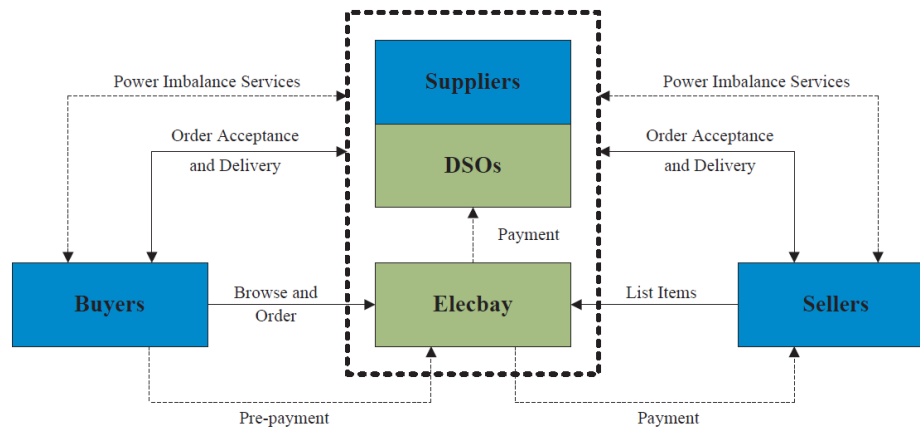 Power Imbalance Services
Suppliers
Power Imbalance Services
Order Acceptance
and Delivery
Order Acceptance
and Delivery
DSOs
Payment
Buyers
Browse and
Order
Elecbay
List Items
Sellers
Pre-payment
Payment